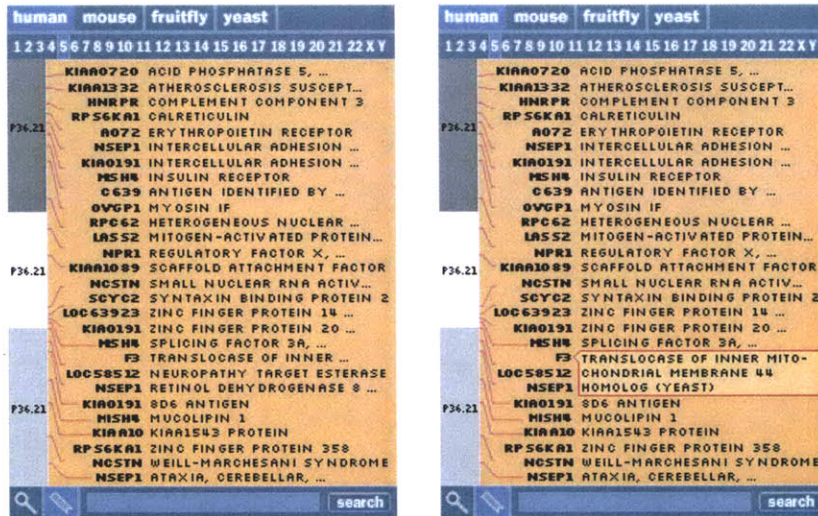 human mouse fruitfly yeast
1 2 3 4 5 6 7 8 9 10 11 12 13 14 15 16 17 18 19 20 21 22 X Y
KIAA0720 ACID PHOSPHATASE 5, ...
KIAA1332 ATHEROSCLEROSIS SUSCEPT...
HNRPR COMPLEMENT COMPONENT 3
RPS6KA1 CALRETICULIN
P36.21
A072 ERYTHROPOIETIN RECEPTOR
NSEP1 INTERCELLULAR ADHESION ...
KIA0191 INTERCELLULAR ADHESION ...
MSH4 INSULIN RECEPTOR
C639 ANTIGEN IDENTIFIED BY ...
OVGP1 MYOSIN IF
RPC62 HETEROGENEOUS NUCLEAR ...
LASS2 MITOGEN-ACTIVATED PROTEIN...
NPR1 REGULATORY FACTOR X, ...
P36.21
KIAA1089 SCAFFOLD ATTACHMENT FACTOR
NCSTN SMALL NUCLEAR RNA ACTIV...
SCYC2 SYNTAXIN BINDING PROTEIN 2
LOC63923 ZINC FINGER PROTEIN 14 ...
KIA0191 ZINC FINGER PROTEIN 20 ...
MSH4 SPLICING FACTOR 3A, ...
F3 TRANSLOCASE OF INNER ...
LOC58512 NEUROPATHY TARGET ESTERASE
NSEP1 RETINOL DEHYDROGENASE 8 ...
P36.21
KIA0191 8D6 ANTIGEN
MISH4 MUCOLIPIN 1
KIAA10 KIAA1543 PROTEIN
RPS6KA1 ZINC FINGER PROTEIN 358
NCSTN WEILL-MARCHESANI SYNDROME
NSEP1 ATAXIA, CEREBELLAR, ...
search
human mouse fruitfly yeast
1 2 3 4 5 6 7 8 9 10 11 12 13 14 15 16 17 18 19 20 21 22 X Y
KIAA0720 ACID PHOSPHATASE 5, ...
KIAA1332 ATHEROSCLEROSIS SUSCEPT...
HNRPR COMPLEMENT COMPONENT 3
RPS6KA1 CALRETICULIN
P36.21
A072 ERYTHROPOIETIN RECEPTOR
NSEP1 INTERCELLULAR ADHESION ...
KIA0191 INTERCELLULAR ADHESION ...
MSH4 INSULIN RECEPTOR
C639 ANTIGEN IDENTIFIED BY ...
OVGP1 MYOSIN IF
RPC62 HETEROGENEOUS NUCLEAR ...
LASS2 MITOGEN-ACTIVATED PROTEIN...
NPR1 REGULATORY FACTOR X, ...
P36.21
KIAA1089 SCAFFOLD ATTACHMENT FACTOR
NCSTN SMALL NUCLEAR RNA ACTIV...
SCYC2 SYNTAXIN BINDING PROTEIN 2
LOC63923 ZINC FINGER PROTEIN 14 ...
KIA0191 ZINC FINGER PROTEIN 20 ...
MSH4 SPLICING FACTOR 3A, ...
F3 TRANSLOCASE OF INNER MITO-
LOC58512 CHONDRIAL MEMBRANE 44
NSEP1 HOMOLOG (YEAST)
P36.21
KIA0191 8D6 ANTIGEN
MISH4 MUCOLIPIN 1
KIAA10 KIAA1543 PROTEIN
RPS6KA1 ZINC FINGER PROTEIN 358
NCSTN WEILL-MARCHESANI SYNDROME
NSEP1 ATAXIA, CEREBELLAR, ...
search